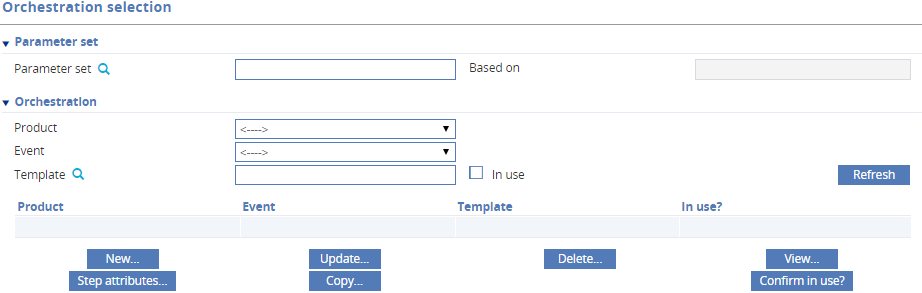 Orchestration selection
Parameter set
Parameter set Based on
Orchestration
Product <---->
Event <---->
Template In use Refresh
Product Event Template In use?
New... Update... Delete... View...
Step attributes... Copy... Confirm in use?